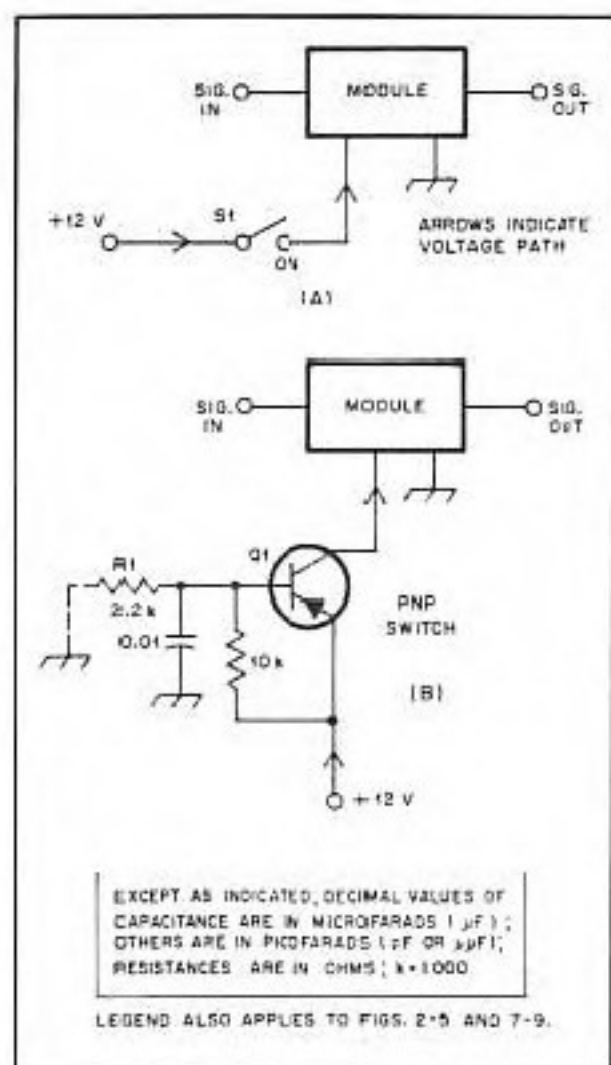 MODULE
SIG. IN
SIG. OUT
+12 V
S1
ON
ARROWS INDICATE
VOLTAGE PATH
(A)
MODULE
SIG. IN
SIG. OUT
Q1
R1
2.2 k
0.01
10 k
PNP
SWITCH
(B)
+12 V
EXCEPT AS INDICATED, DECIMAL VALUES OF
CAPACITANCE ARE IN MICROFARADS (µF);
OTHERS ARE IN PICOFARADS (pF OR µµF);
RESISTANCES ARE IN OHMS; k=1000
LEGEND ALSO APPLIES TO FIGS. 2-5 AND 7-9.